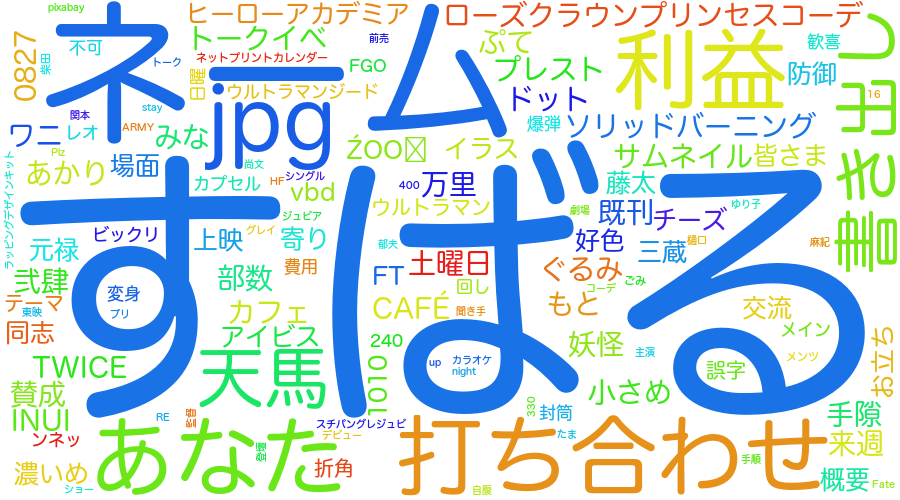 pixabay
ヒーローアカデミア
ローズクラウンプリンセスコーデ
ネ
ム
トークイベ
前売
ぷて
利益
歓喜
書き出し
0827
柴田
不可
トーク
日曜
ネットプリントカレンダー
FGO
プレスト
防御
jpg
ウルトラマンジード
ドット
16
stay
関本
ワニ
レオ
ARMY
みな
爆弾
ソリッドバーニング
Piz
場面
尚文
ŹOO
イラス
サムネイル
皆さま
あかり
カプセル
HF
シングル
vbd
400
万里
藤太
すばる
ラッピングデザインキット
ジュピア
ウルトラマン
劇場
既刊
チーズ
ゆり子
元禄
ビックリ
上映
グレイ
寄り
郁夫
土曜日
好色
三蔵
樋口
麻紀
弐肆
部数
費用
FT
回し
ぐるみ
ごみ
コーデ
変身
テーマ
東映
プリ
カフェ
CAFÉ
聞き手
もと
交流
同志
アイビス
240
妖怪
メイン
お立ち
TWICE
天馬
up
カラオケ
night
主演
誤字
メンツ
賛成
1010
小さめ
INUI
RE
監督
スチパングレジュビ
330
封筒
手隙
ンネッ
あなた
デビュー
打ち合わせ
たま
来週
濃いめ
登壇
折角
手順
概要
ショー
自腹
Fate